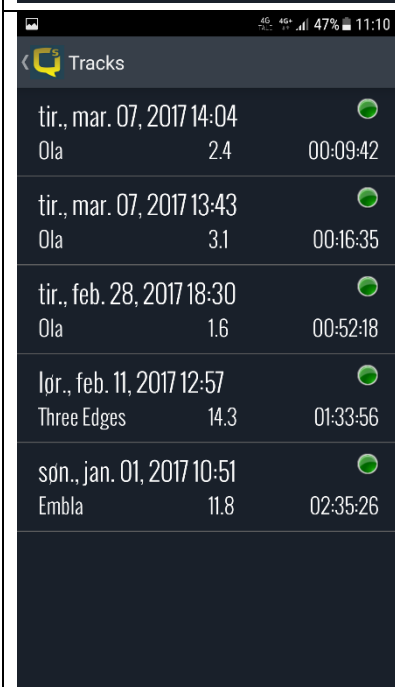 4G 4G+ 47% 11:10
Tracks
tir., mar. 07, 2017 14:04
Ola 2.4 00:09:42
tir., mar. 07, 2017 13:43
Ola 3.1 00:16:35
tir., feb. 28, 2017 18:30
Ola 1.6 00:52:18
lør., feb. 11, 2017 12:57
Three Edges 14.3 01:33:56
søn., jan. 01, 2017 10:51
Embla 11.8 02:35:26